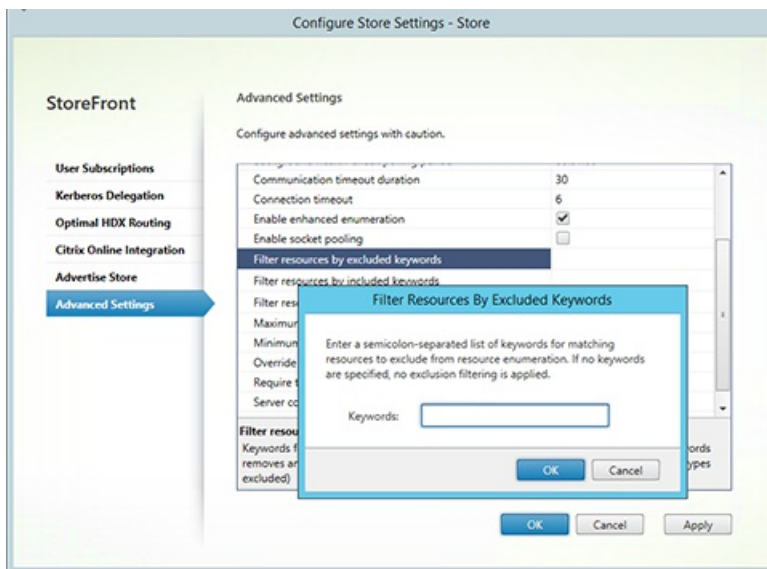 Configure Store Settings - Store
StoreFront
User Subscriptions
Kerberos Delegation
Optimal HDX Routing
Citrix Online Integration
Advertise Store
Advanced Settings
Advanced Settings
Configure advanced settings with caution.
Communication timeout duration 30
Connection timeout 6
Enable enhanced enumeration
Enable socket pooling
Filter resources by excluded keywords
Filter resources by included keywords
Filter res
Maximum
Minimum
Override
Require t
Server co
Filter resou
Keywords f
removes an
excluded)
ords
ypes
Filter Resources By Excluded Keywords
Enter a semicolon-separated list of keywords for matching
resources to exclude from resource enumeration. If no keywords
are specified, no exclusion filtering is applied.
Keywords:
OK Cancel
OK Cancel Apply